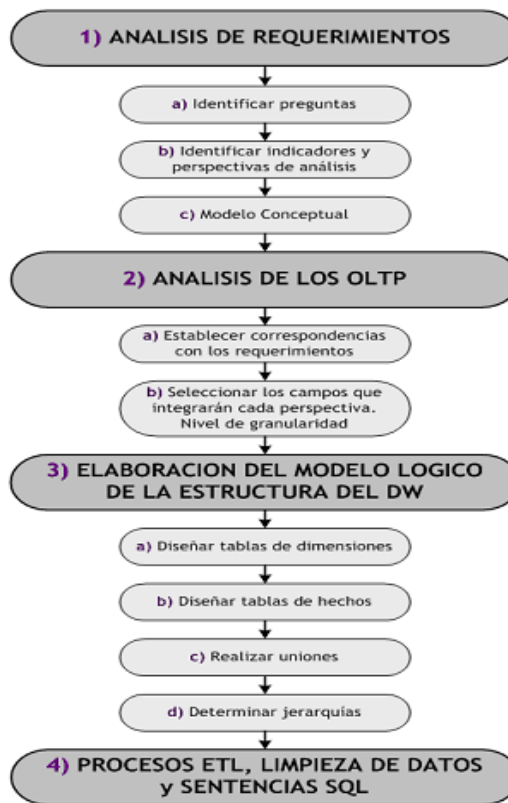 1) ANALISIS DE REQUERIMIENTOS
a) Identificar preguntas
b) Identificar indicadores y
perspectivas de análisis
c) Modelo Conceptual
2) ANALISIS DE LOS OLTP
a) Establecer correspondencias
con los requerimientos
b) Seleccionar los campos que
integrarán cada perspectiva.
Nivel de granularidad
3) ELABORACION DEL MODELO LOGICO
DE LA ESTRUCTURA DEL DW
a) Diseñar tablas de dimensiones
b) Diseñar tablas de hechos
c) Realizar uniones
d) Determinar jerarquías
4) PROCESOS ETL, LIMPIEZA DE DATOS
y SENTENCIAS SQL